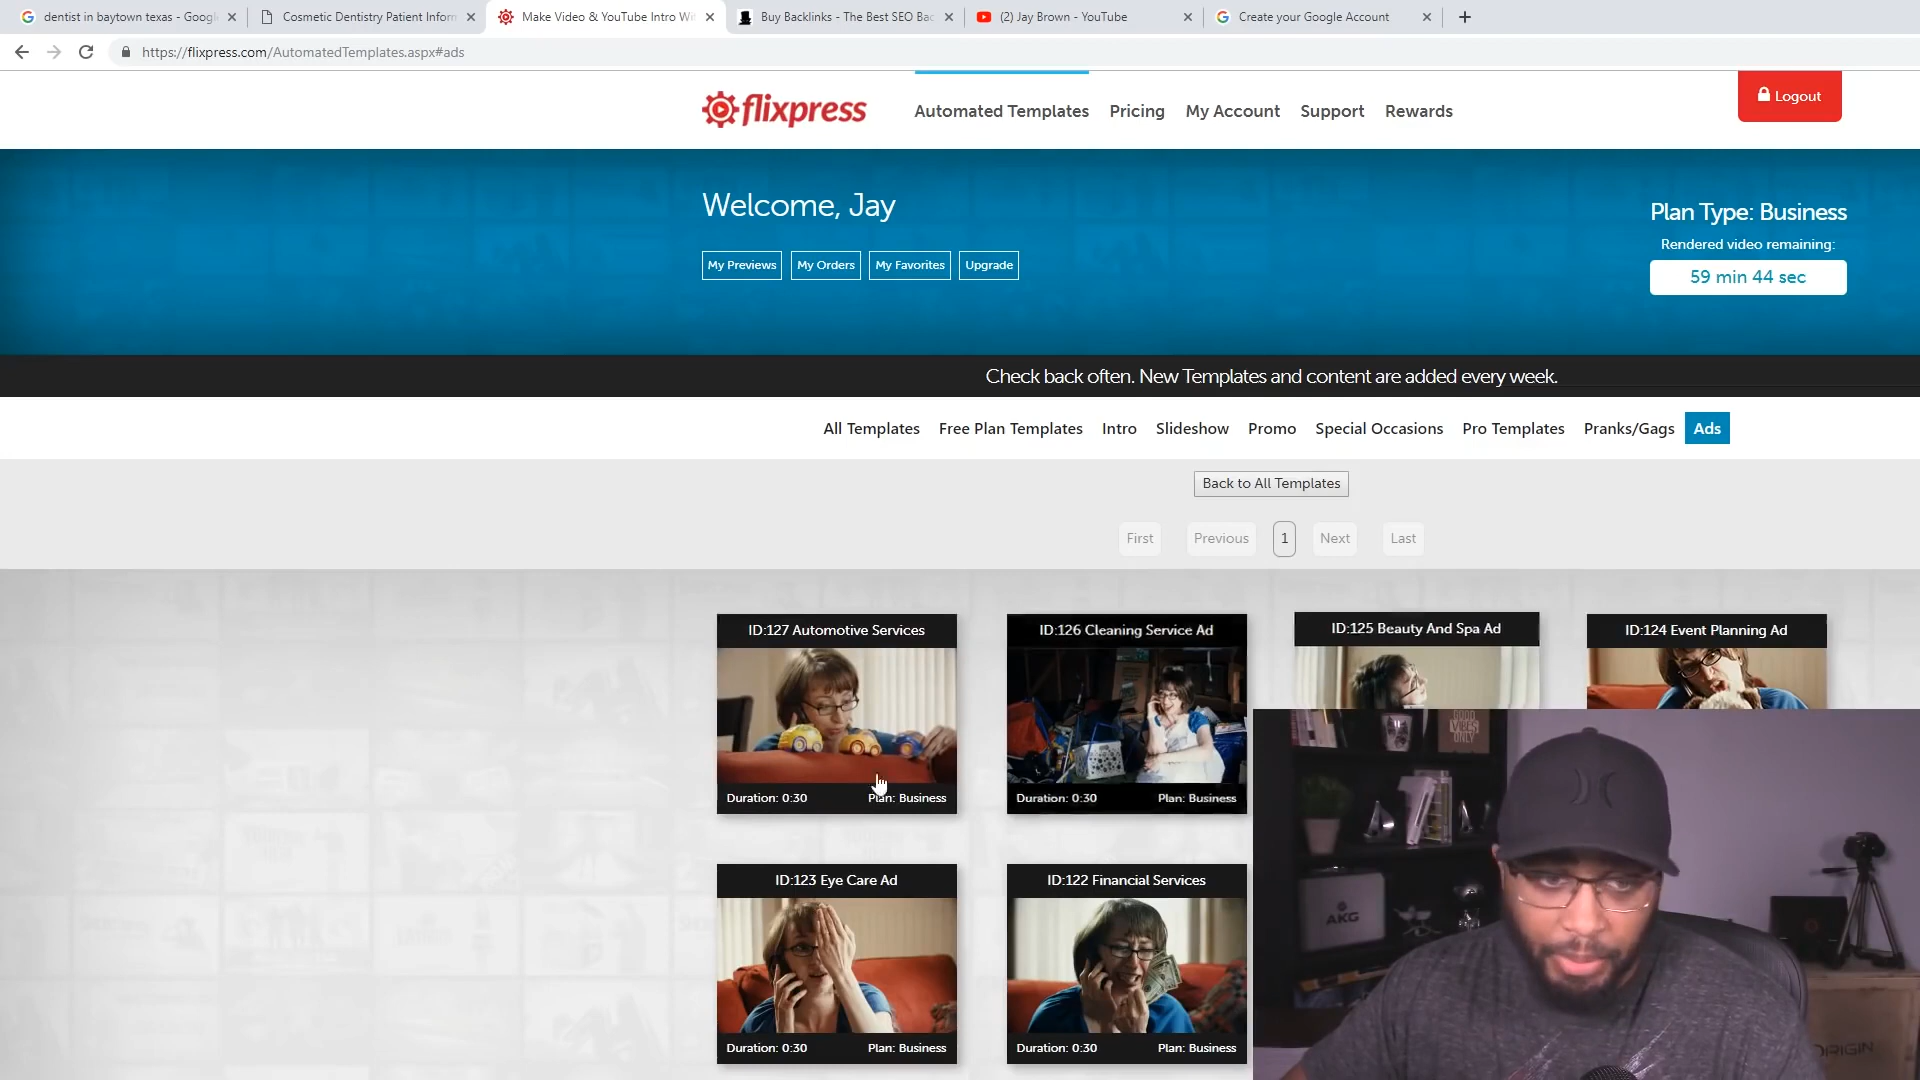 dentist in baytown texas - Googl
Cosmetic Dentistry Patient Inform
Make Video & YouTube Intro Wi
Buy Backlinks - The Best SEO Bac
(2) Jay Brown - YouTube
Create your Google Account
https://flixpress.com/AutomatedTemplates.aspx#ads
flixpress
Automated Templates
Pricing
My Account
Support
Rewards
Logout
Welcome, Jay
Plan Type: Business
Rendered video remaining:
59 min 44 sec
My Previews
My Orders
My Favorites
Upgrade
Check back often. New Templates and content are added every week.
All Templates
Free Plan Templates
Intro
Slideshow
Promo
Special Occasions
Pro Templates
Pranks/Gags
Ads
Back to All Templates
First
Previous
1
Next
Last
ID:127 Automotive Services
ID:126 Cleaning Service Ad
ID:125 Beauty And Spa Ad
ID:124 Event Planning Ad
Duration: 0:30
Plan: Business
Duration: 0:30
Plan: Business
GOOD
VIBES
ONLY
ID:123 Eye Care Ad
ID:122 Financial Services
AKG
Duration: 0:30
Plan: Business
Duration: 0:30
Plan: Business
ORIGIN